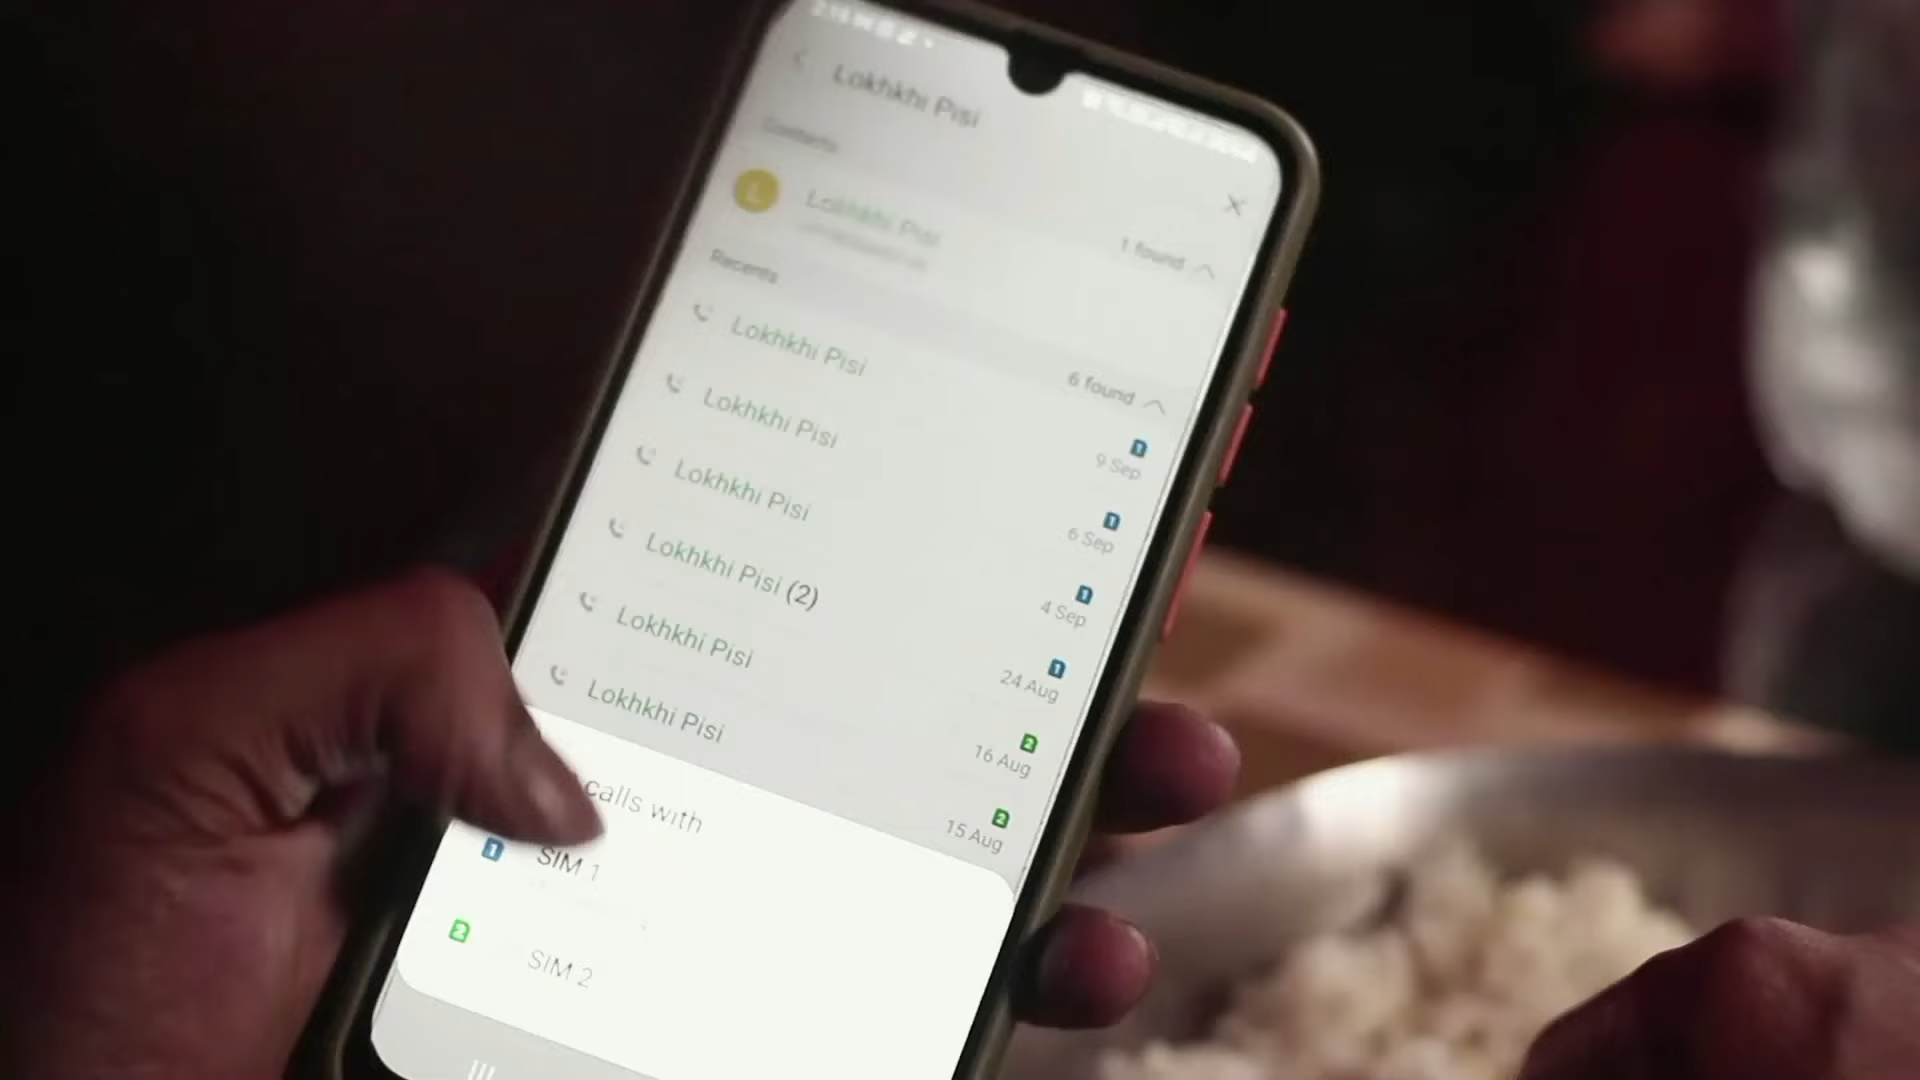 Lokhkhi Pisi
Contacts
1 found
Lokhkhi Pisi
Recents
6 found
Lokhkhi Pisi
1
9 Sep
Lokhkhi Pisi
1
6 Sep
Lokhkhi Pisi
1
4 Sep
Lokhkhi Pisi (2)
1
24 Aug
Lokhkhi Pisi
2
16 Aug
Lokhkhi Pisi
2
15 Aug
calls with
1 SIM 1
2 SIM 2